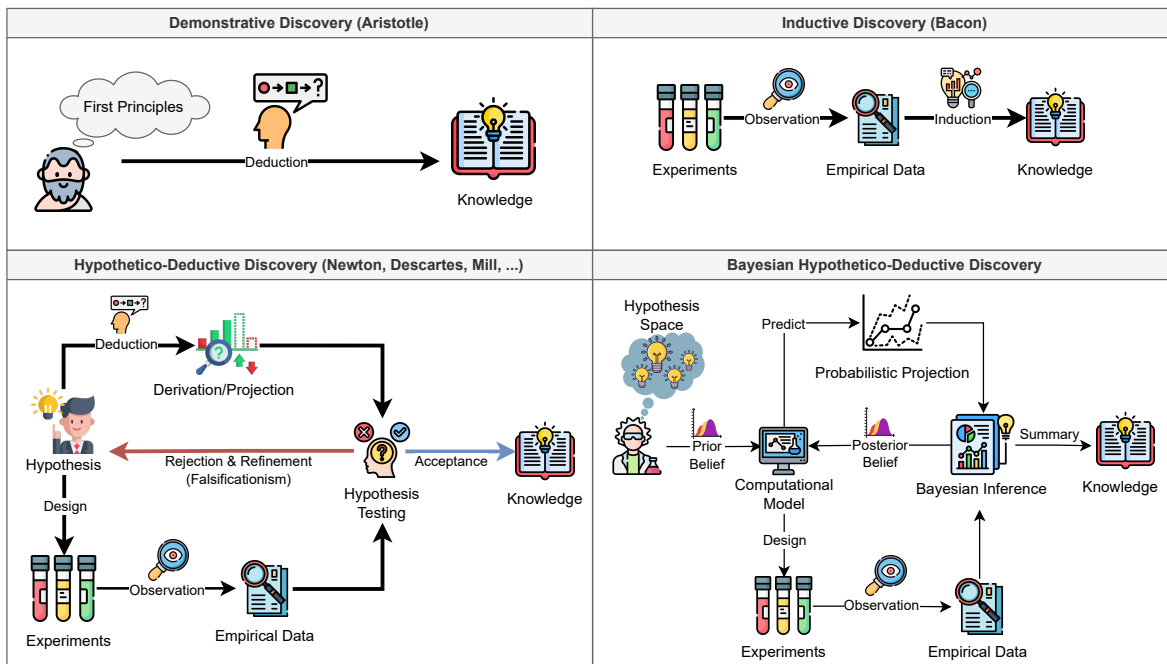 Demonstrative Discovery (Aristotle)
First Principles
?
Deduction
Knowledge
Inductive Discovery (Bacon)
Observation
Induction
Experiments
Empirical Data
Knowledge
Hypothetico-Deductive Discovery (Newton, Descartes, Mill, ...)
?
Deduction
?
Derivation/Projection
Hypothesis
Rejection & Refinement
(Falsificationism)
?
Acceptance
Hypothesis
Testing
Knowledge
Design
Observation
Experiments
Empirical Data
Bayesian Hypothetico-Deductive Discovery
Hypothesis
Space
Predict
Probabilistic Projection
Prior
Belief
Computational
Model
Posterior
Belief
Bayesian Inference
Summary
Knowledge
Design
Observation
Experiments
Empirical Data